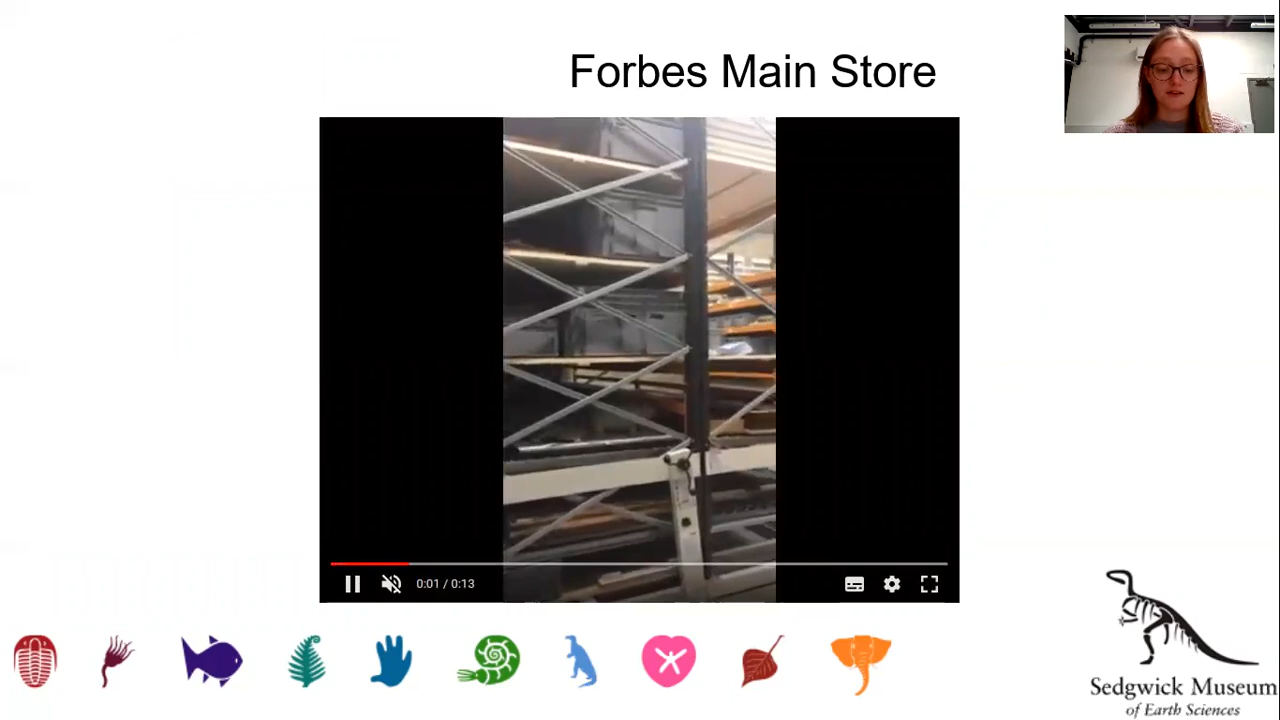 Forbes Main Store
0:01 / 0:13
Sedgwick Museum
of Earth Sciences